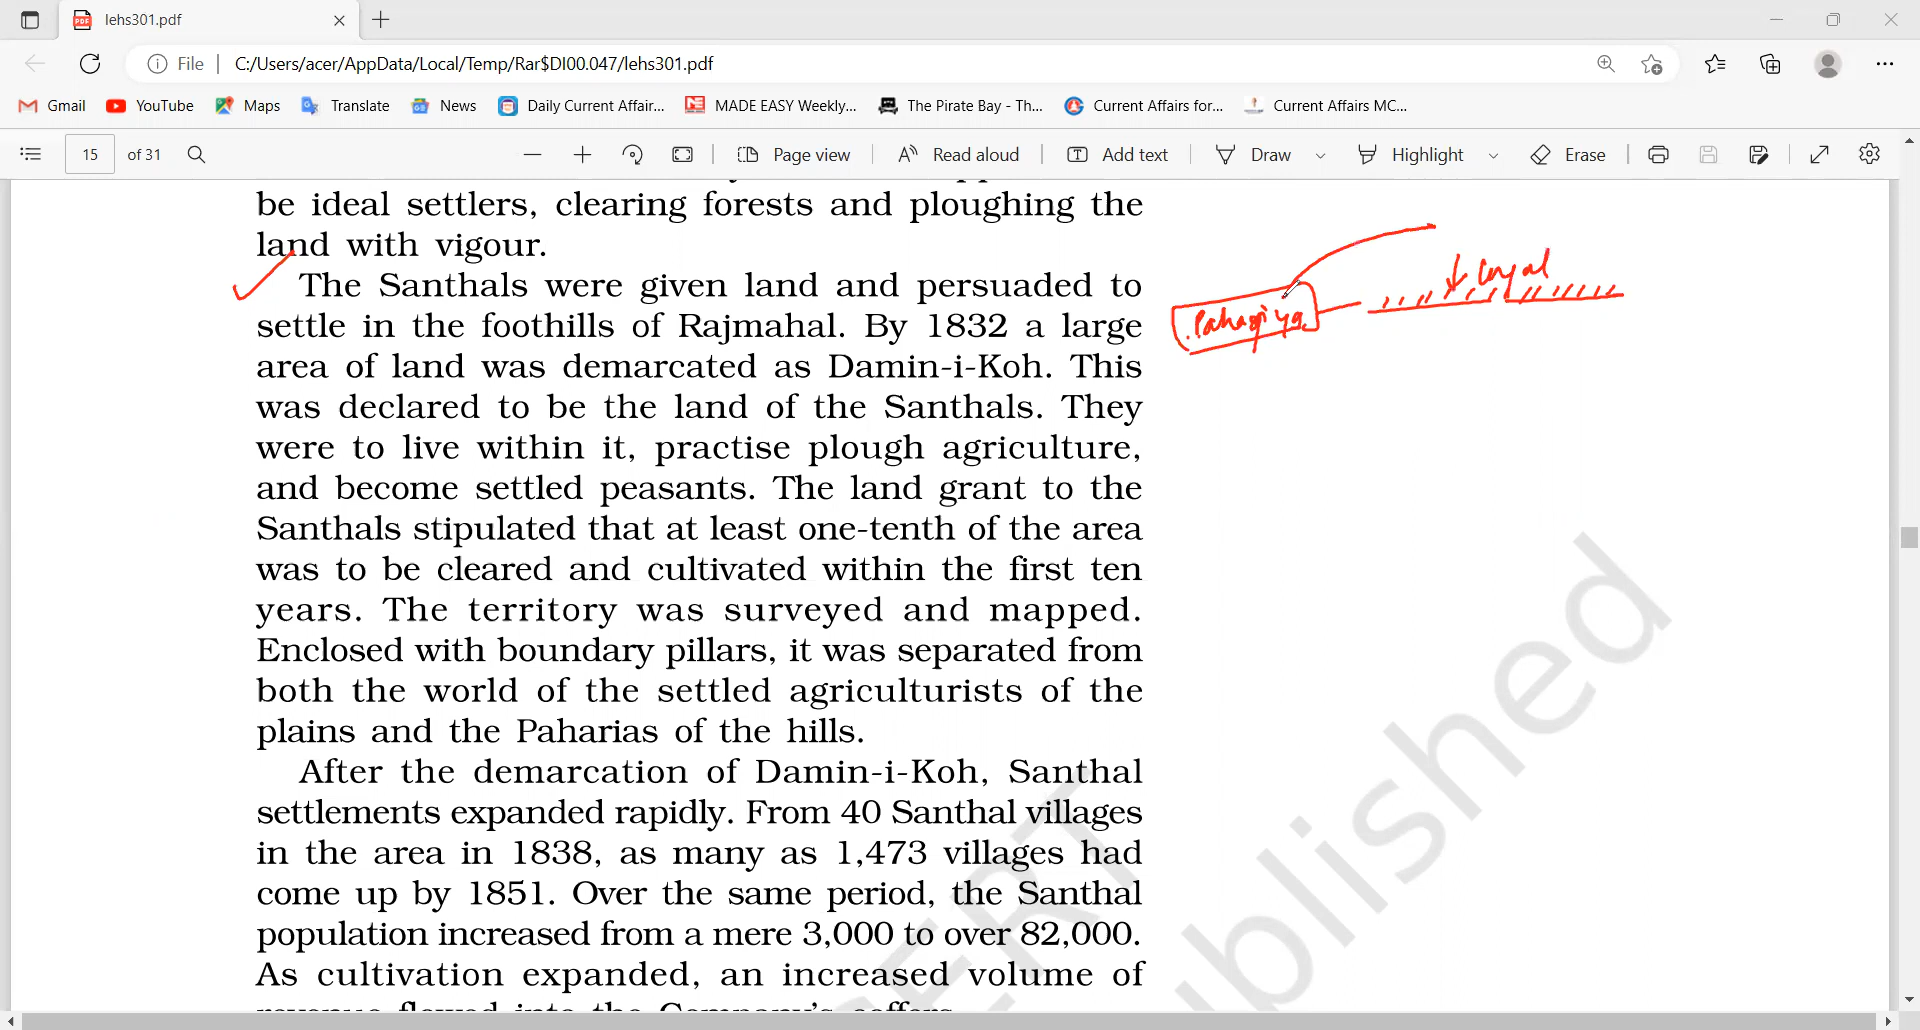 lehs301.pdf
File C:/Users/acer/AppData/Local/Temp/Rar$DI00.047/lehs301.pdf
Gmail YouTube Maps Translate News Daily Current Affair... MADE EASY Weekly... The Pirate Bay - Th... Current Affairs for... Current Affairs MC...
15 of 31 Page view Read aloud Add text Draw Highlight Erase
be ideal settlers, clearing forests and ploughing the
land with vigour.
The Santhals were given land and persuaded to
settle in the foothills of Rajmahal. By 1832 a large
area of land was demarcated as Damin-i-Koh. This
was declared to be the land of the Santhals. They
were to live within it, practise plough agriculture,
and become settled peasants. The land grant to the
Santhals stipulated that at least one-tenth of the area
was to be cleared and cultivated within the first ten
years. The territory was surveyed and mapped.
Enclosed with boundary pillars, it was separated from
both the world of the settled agriculturists of the
plains and the Paharias of the hills.
After the demarcation of Damin-i-Koh, Santhal
settlements expanded rapidly. From 40 Santhal villages
in the area in 1838, as many as 1,473 villages had
come up by 1851. Over the same period, the Santhal
population increased from a mere 3,000 to over 82,000.
As cultivation expanded, an increased volume of
revenue flowed into the Company's coffers.
Pahagiya